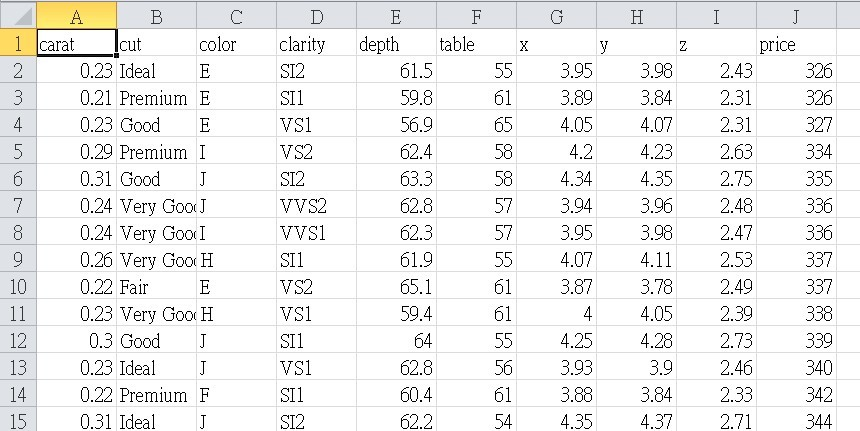 A B C D E F G H I J
1 carat cut color clarity depth table x y z price
2 0.23 Ideal E SI2 61.5 55 3.95 3.98 2.43 326
3 0.21 Premium E SI1 59.8 61 3.89 3.84 2.31 326
4 0.23 Good E VS1 56.9 65 4.05 4.07 2.31 327
5 0.29 Premium I VS2 62.4 58 4.2 4.23 2.63 334
6 0.31 Good J SI2 63.3 58 4.34 4.35 2.75 335
7 0.24 Very Good J VVS2 62.8 57 3.94 3.96 2.48 336
8 0.24 Very Good I VVS1 62.3 57 3.95 3.98 2.47 336
9 0.26 Very Good H SI1 61.9 55 4.07 4.11 2.53 337
10 0.22 Fair E VS2 65.1 61 3.87 3.78 2.49 337
11 0.23 Very Good H VS1 59.4 61 4 4.05 2.39 338
12 0.3 Good J SI1 64 55 4.25 4.28 2.73 339
13 0.23 Ideal J VS1 62.8 56 3.93 3.9 2.46 340
14 0.22 Premium F SI1 60.4 61 3.88 3.84 2.33 342
15 0.31 Ideal J SI2 62.2 54 4.35 4.37 2.71 344